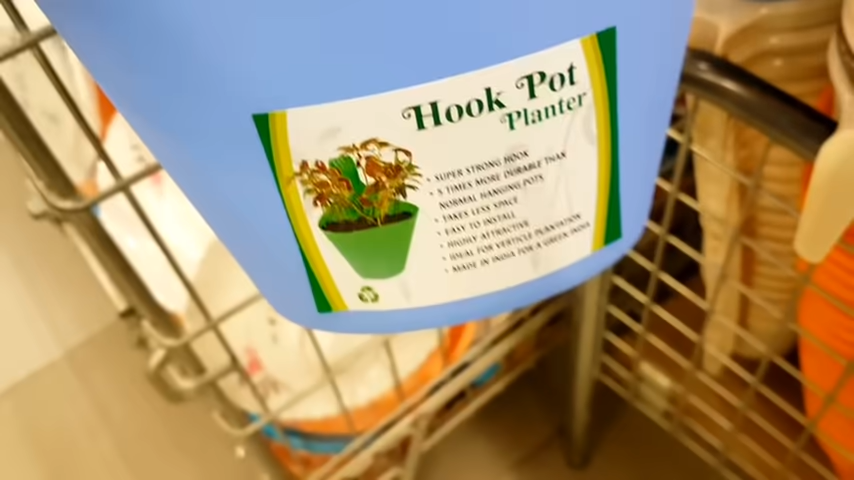 Hook Pot
Planter
• SUPER STRONG HOOK
• 5 TIMES MORE DURABLE THAN
NORMAL HANGING POTS
• TAKES LESS SPACE
• EASY TO INSTALL
• HIGHLY ATTRACTIVE
• IDEAL FOR VERTICLE PLANTATION
• MADE IN INDIA FOR A GREEN INDIA